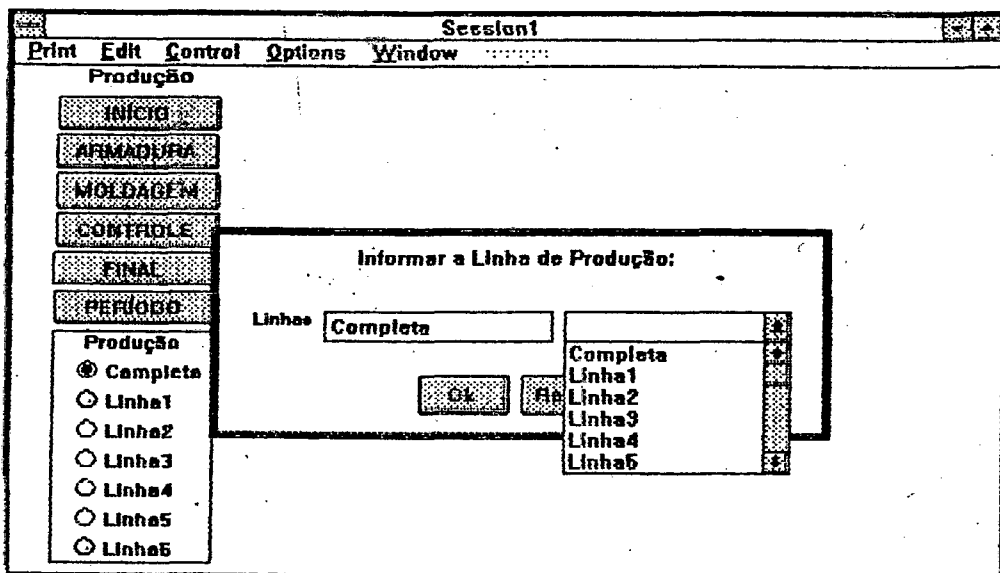 Session1
Print Edit Control Options Window
Produção
INÍCIO
ARMADURA
MOLDAGEM
CONTROLE
FINAL
PERÍODO
Produção
Completa
Linha1
Linha2
Linha3
Linha4
Linha5
Linha6
Informar a Linha de Produção:
Linhas Completa
Completa
Linha1
Linha2
Linha3
Linha4
Ok